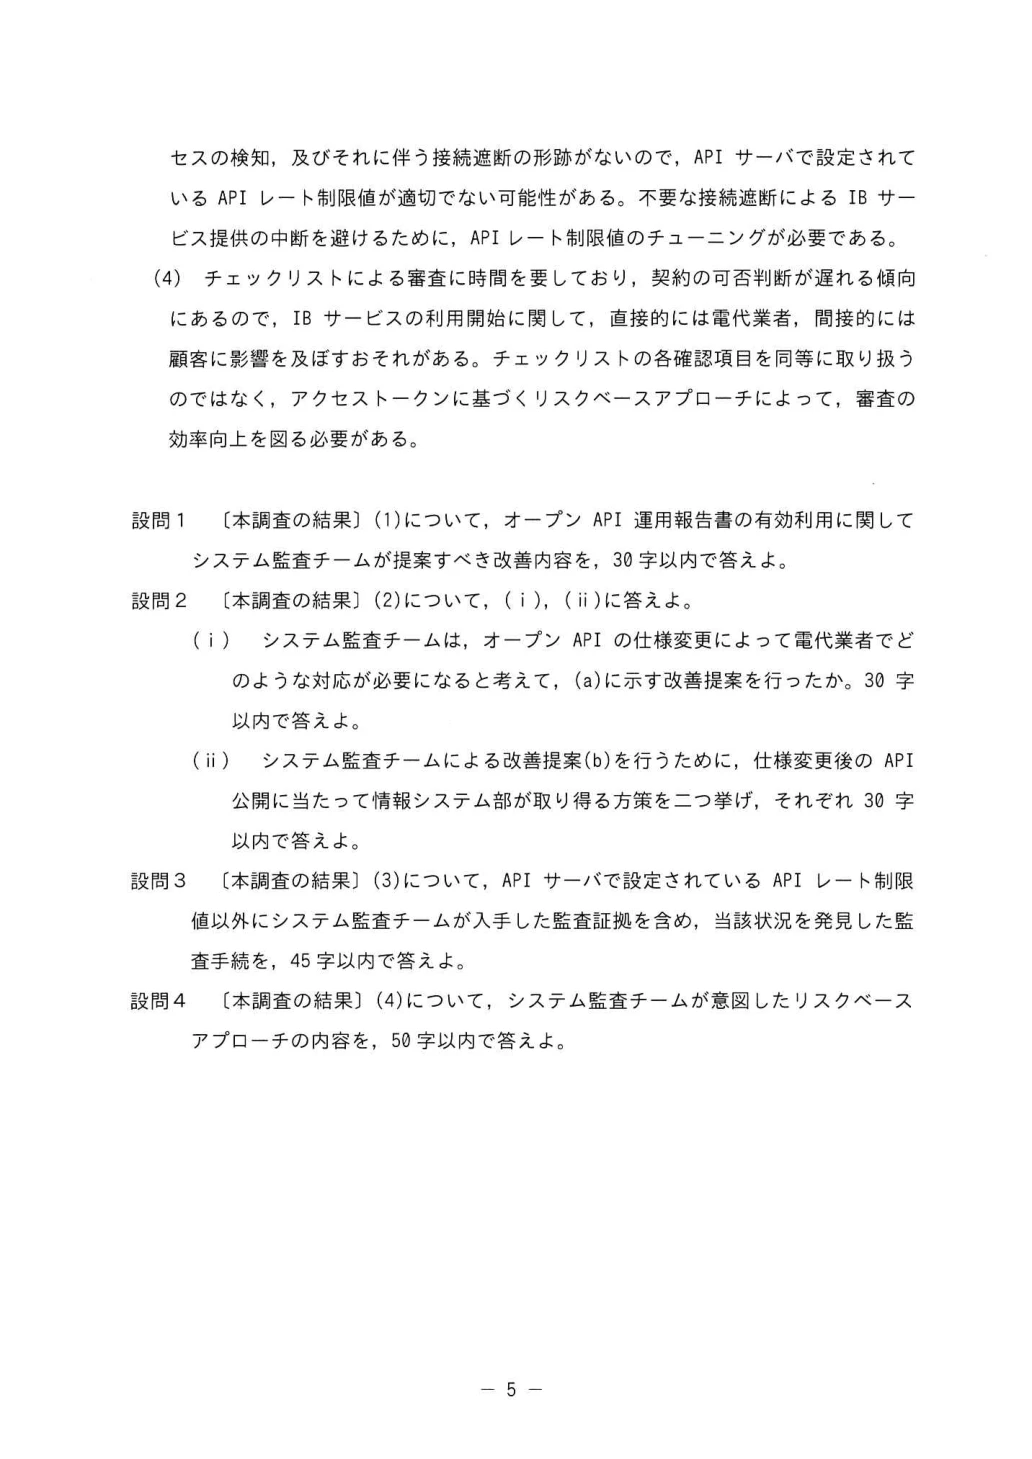 セスの検知，及びそれに伴う接続遮断の形跡がないので，API サーバで設定されて
いる API レート制限値が適切でない可能性がある。不要な接続遮断による IB サー
ビス提供の中断を避けるために，API レート制限値のチューニングが必要である。
(4) チェックリストによる審査に時間を要しており，契約の可否判断が遅れる傾向
にあるので，IB サービスの利用開始に関して，直接的には電代業者，間接的には
顧客に影響を及ぼすおそれがある。チェックリストの各確認項目を同等に取り扱う
のではなく，アクセストークンに基づくリスクベースアプローチによって，審査の
効率向上を図る必要がある。
設問１ 〔本調査の結果〕(1)について，オープン API 運用報告書の有効利用に関して
システム監査チームが提案すべき改善内容を，30 字以内で答えよ。
設問２ 〔本調査の結果〕(2)について，(ⅰ)，(ⅱ)に答えよ。
(ⅰ) システム監査チームは，オープン API の仕様変更によって電代業者でど
のような対応が必要になると考えて，(a)に示す改善提案を行ったか。30 字
以内で答えよ。
(ⅱ) システム監査チームによる改善提案(b)を行うために，仕様変更後の API
公開に当たって情報システム部が取り得る方策を二つ挙げ，それぞれ 30 字
以内で答えよ。
設問３ 〔本調査の結果〕(3)について，API サーバで設定されている API レート制限
値以外にシステム監査チームが入手した監査証拠を含め，当該状況を発見した監
査手続を，45 字以内で答えよ。
設問４ 〔本調査の結果〕(4)について，システム監査チームが意図したリスクベース
アプローチの内容を，50 字以内で答えよ。
― 5 ―